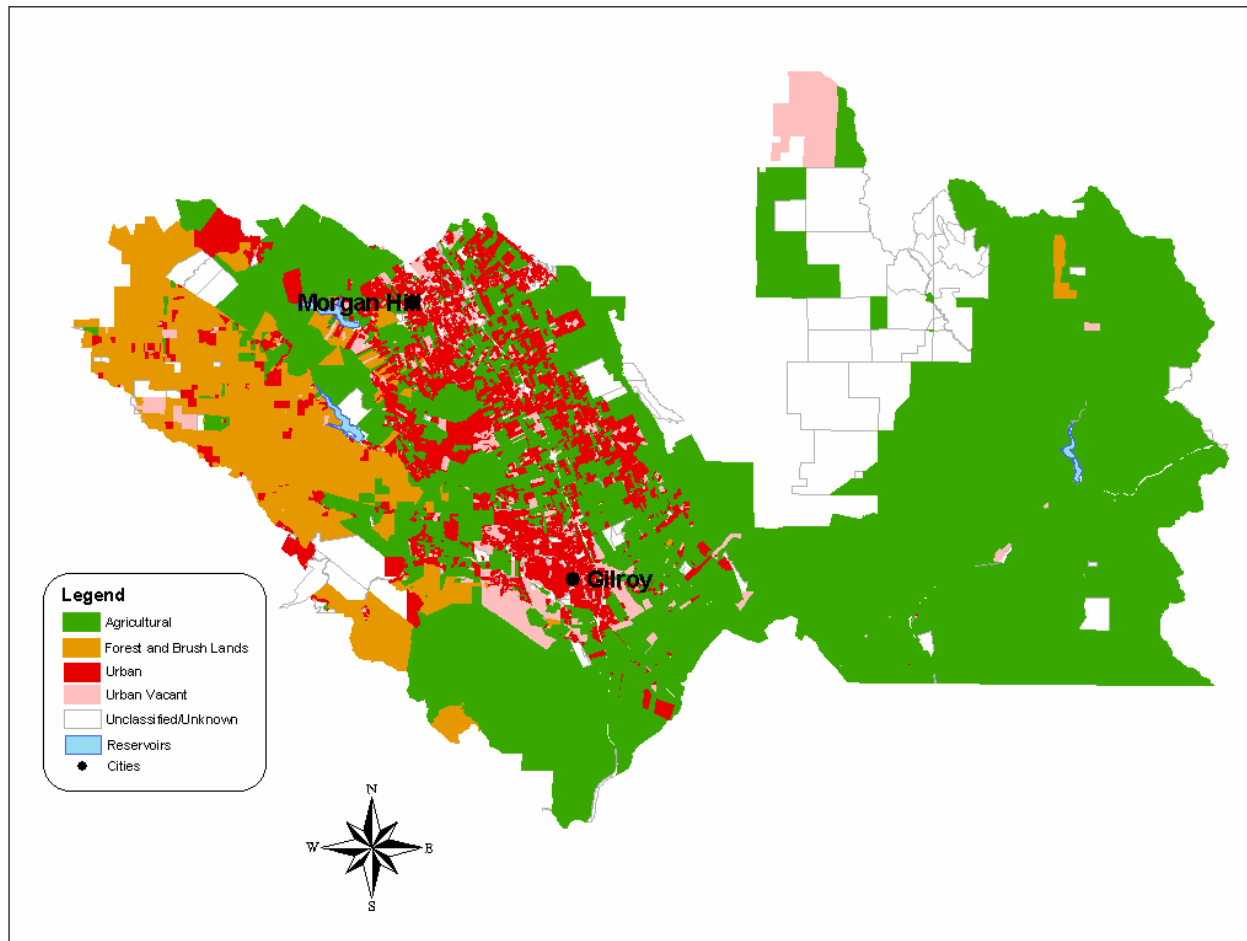 Morgan Hill
Gilroy
Legend
Agricultural
Forest and Brush Lands
Urban
Urban Vacant
Unclassified/Unknown
Reservoirs
Cities
N
W E
S